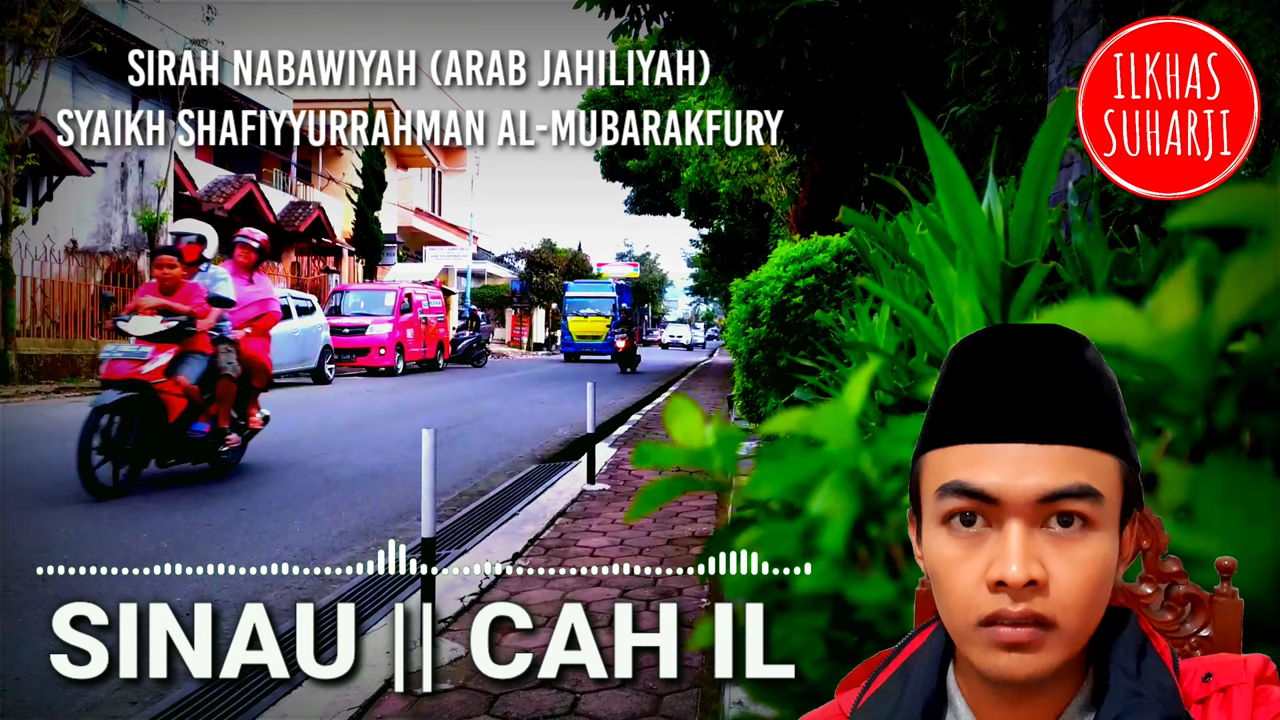 SIRAH NABAWIYAH (ARAB JAHILIYAH)
SYAIKH SHAFIYYURRAHMAN AL-MUBARAKFURY
ILKHAS
SUHARJI
SINAU || CAH IL